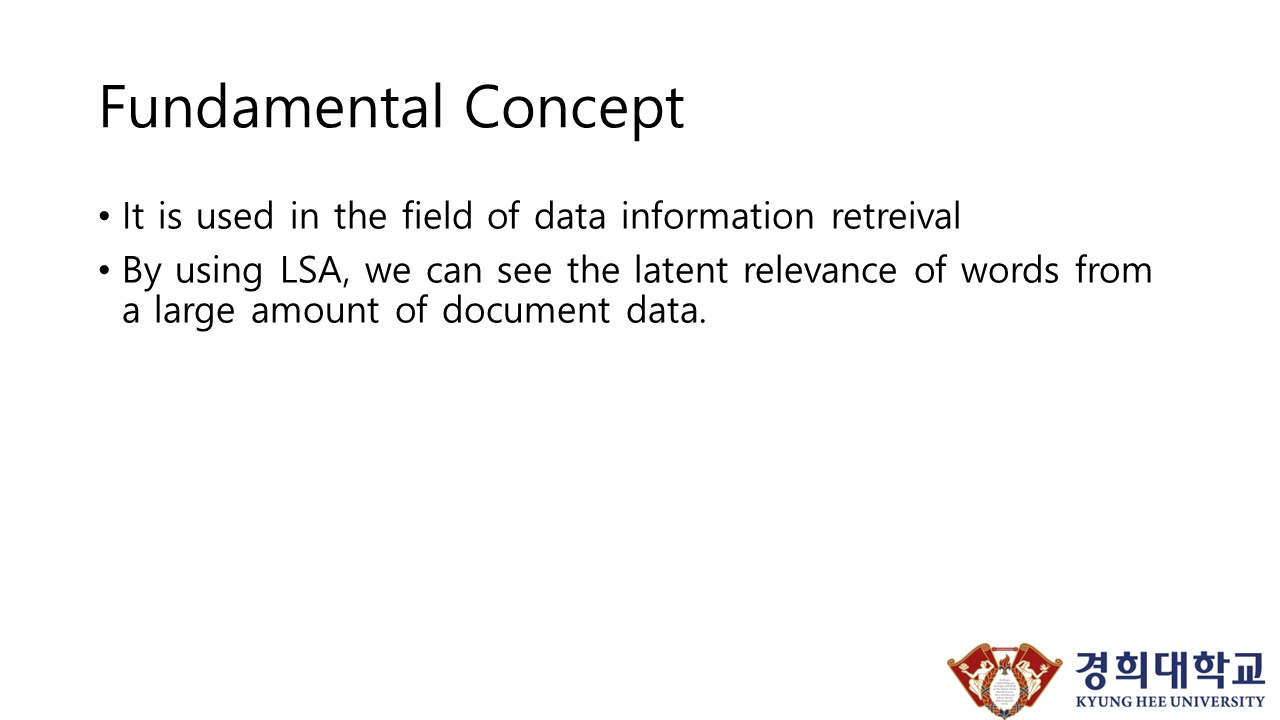 Fundamental Concept
• It is used in the field of data information retreival
• By using LSA, we can see the latent relevance of words from
a large amount of document data.
경희대학교
KYUNG HEE UNIVERSITY